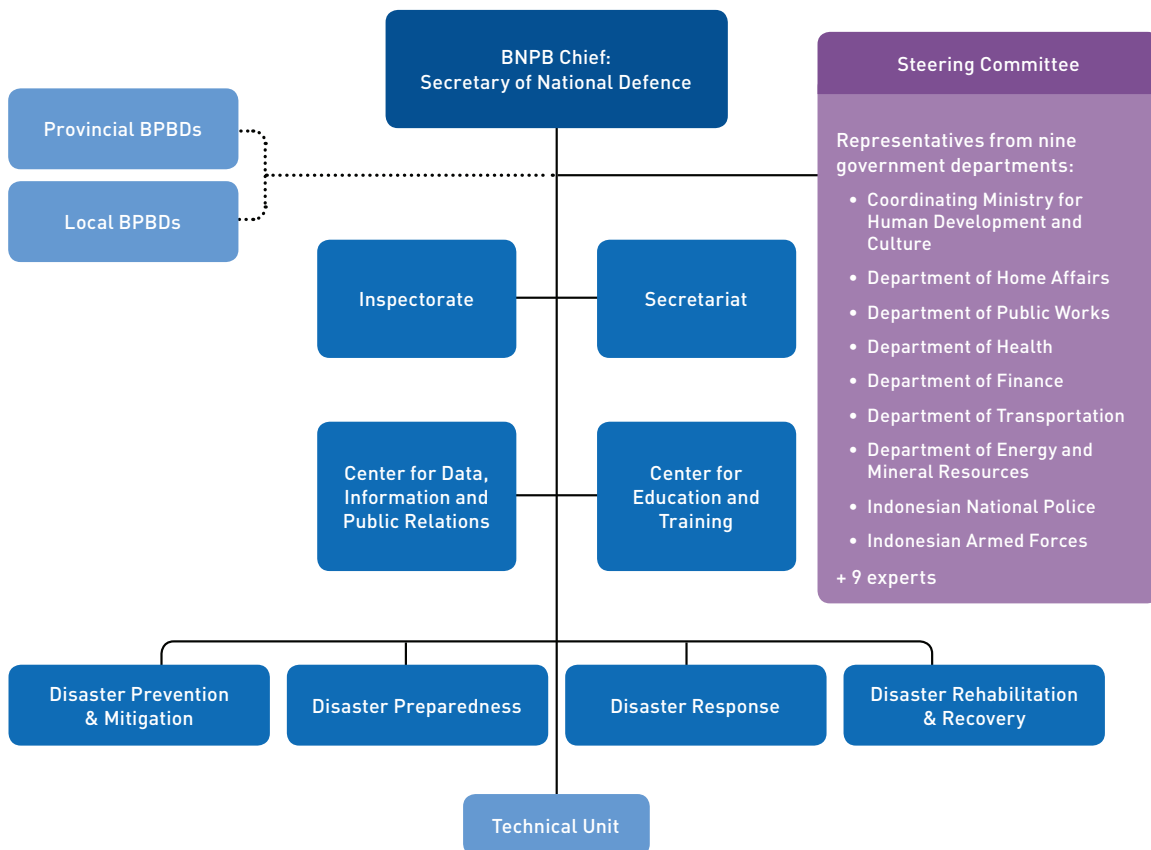 BNPB Chief:
Secretary of National Defence
Steering Committee
Provincial BPBDs
Local BPBDs
Representatives from nine
government departments:
• Coordinating Ministry for
Human Development and
Culture
• Department of Home Affairs
• Department of Public Works
• Department of Health
• Department of Finance
• Department of Transportation
• Department of Energy and
Mineral Resources
• Indonesian National Police
• Indonesian Armed Forces
+ 9 experts
Inspectorate
Secretariat
Center for Data,
Information and
Public Relations
Center for
Education and
Training
Disaster Prevention
& Mitigation
Disaster Preparedness
Disaster Response
Disaster Rehabilitation
& Recovery
Technical Unit